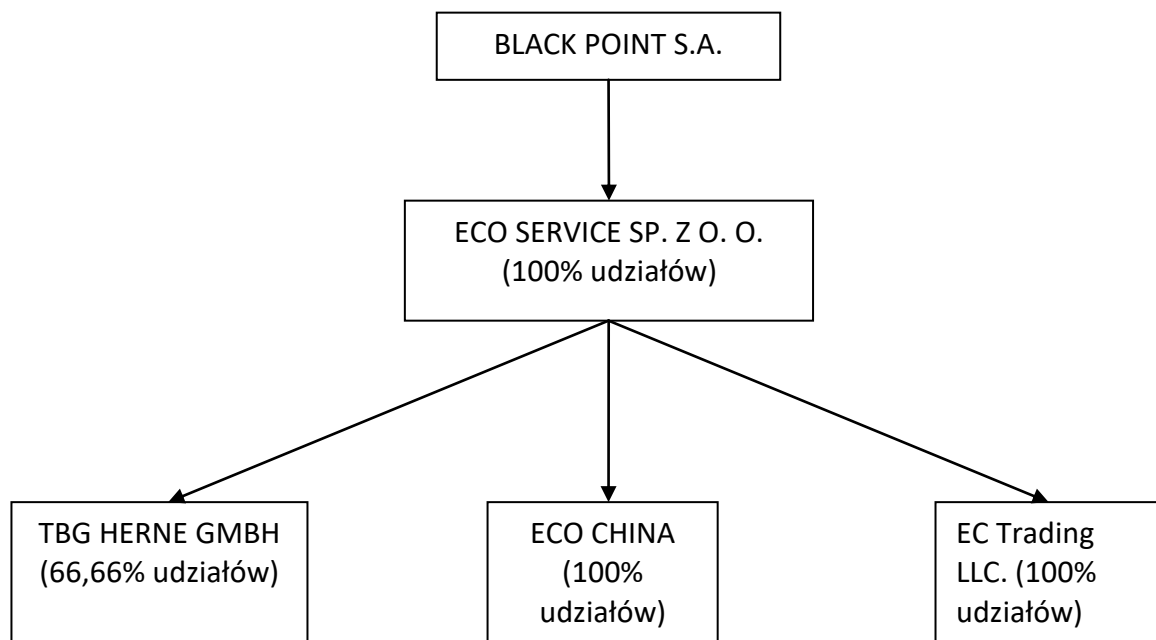 BLACK POINT S.A.
ECO SERVICE SP. Z O. O.
(100% udziałów)
TBG HERNE GMBH
(66,66% udziałów)
ECO CHINA
(100%
udziałów)
EC Trading
LLC. (100%
udziałów)